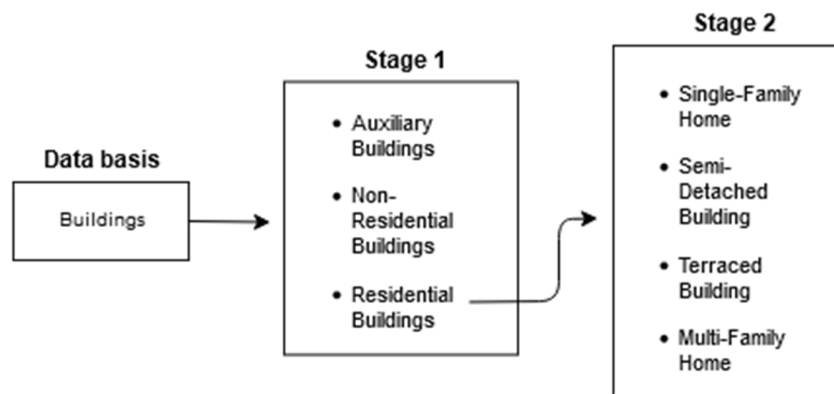 Data basis
Buildings
Stage 1
• Auxiliary
Buildings
• Non-
Residential
Buildings
• Residential
Buildings
Stage 2
• Single-Family
Home
• Semi-
Detached
Building
• Terraced
Building
• Multi-Family
Home